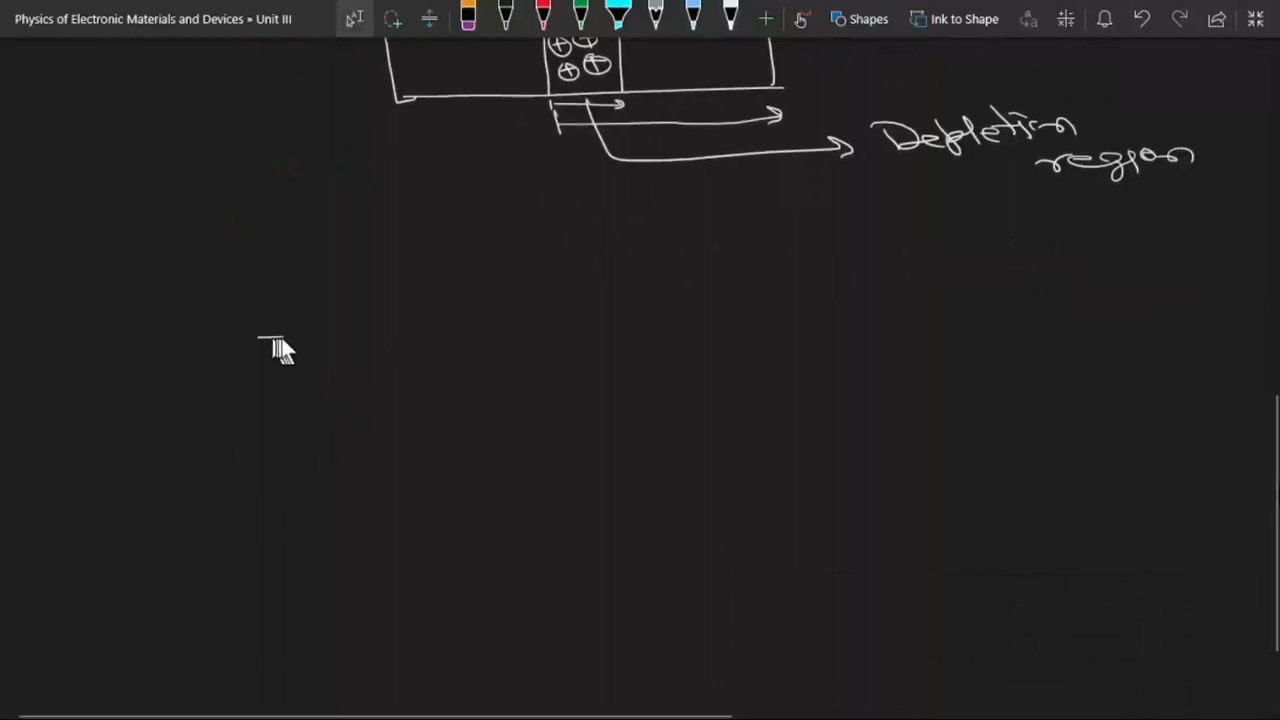 Physics of Electronic Materials and Devices » Unit III
Shapes
Ink to Shape
Depletion
region